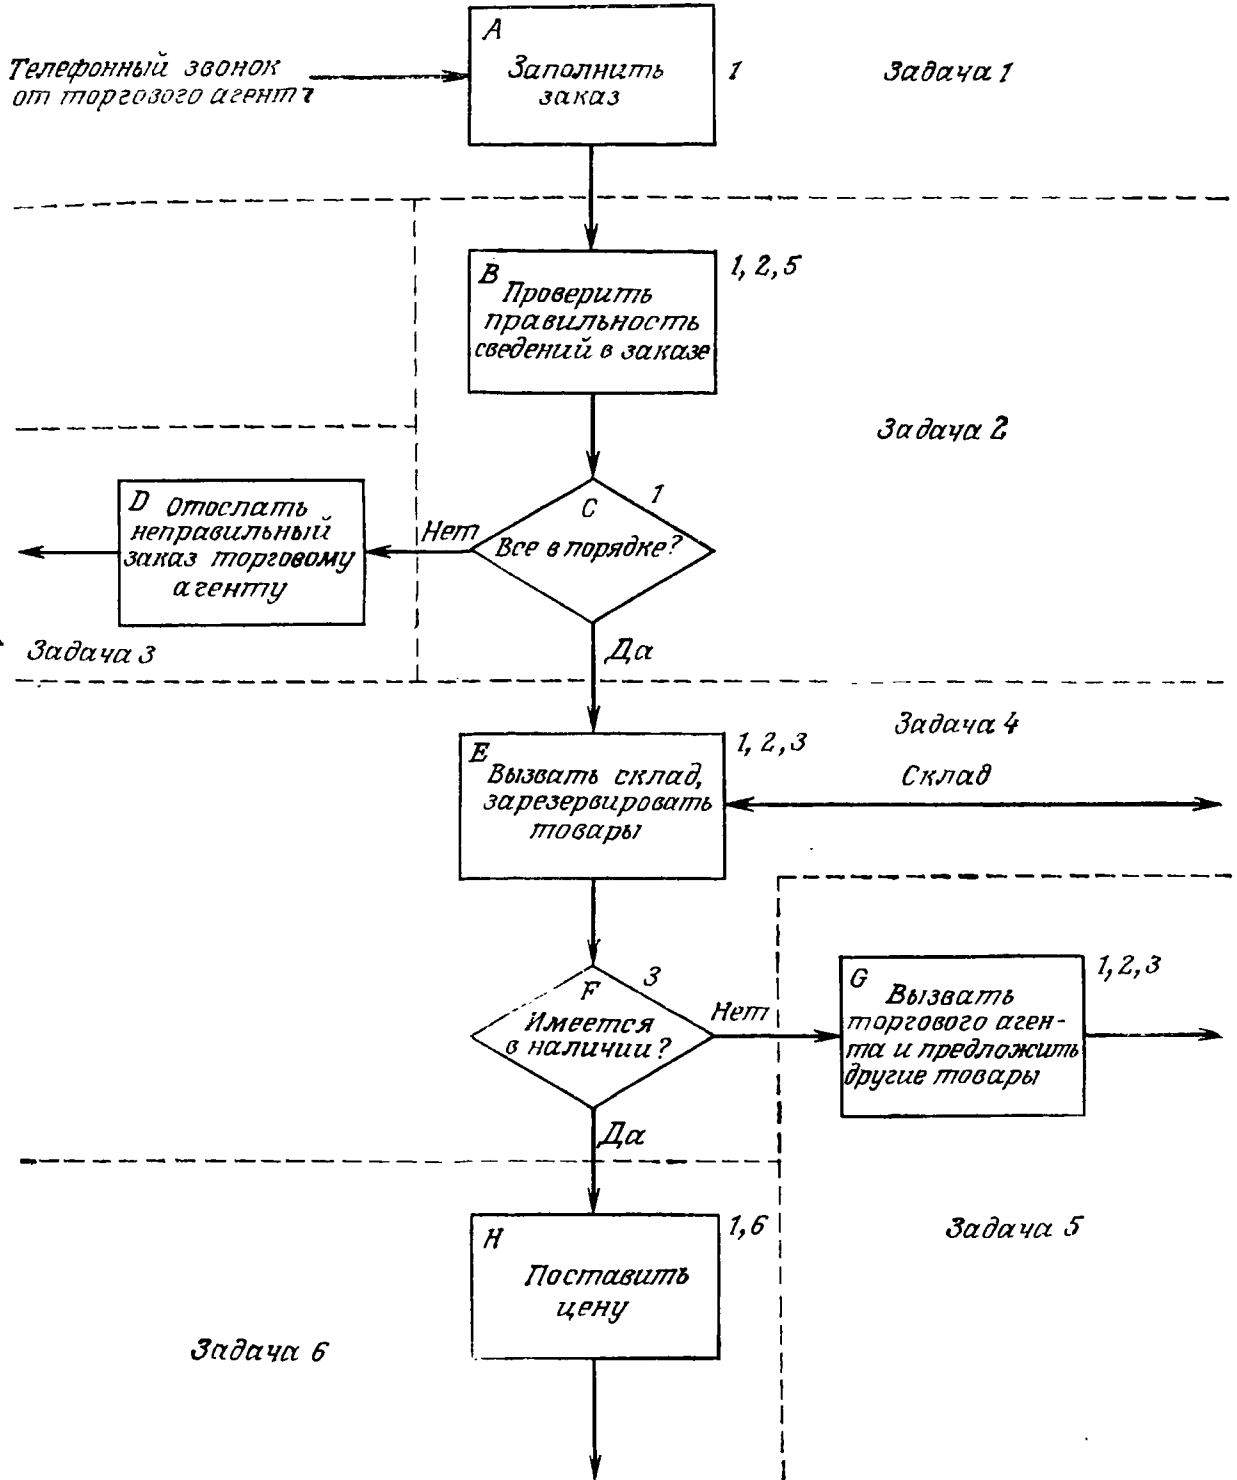 A
Заполнить
заказ
1
Задача 1
Телефонный звонок
от торгового агента
B
Проверить
правильность
сведений в заказе
1, 2, 5
Задача 2
C
1
Все в порядке?
Нет
D Отослать
неправильный
заказ торговому
агенту
Задача 3
Да
E
Вызвать склад,
зарезервировать
товары
1, 2, 3
Задача 4
Склад
F
3
Имеется
в наличии?
Нет
G Вызвать
торгового аген-
та и предложить
другие товары
1, 2, 3
Да
Задача 5
H
Поставить
цену
1, 6
Задача 6